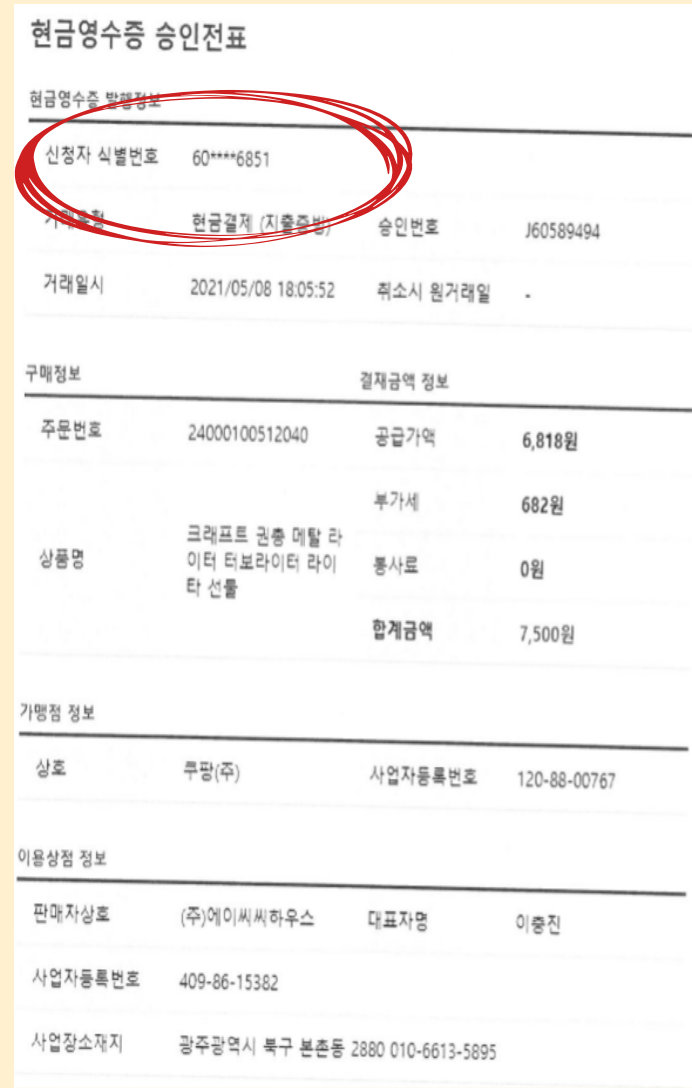 현금영수증 승인전표
현금영수증 발행정보
신청자 식별번호 60****6851
거래유형 현금결제 (지출증빙) 승인번호 J60589494
거래일시 2021/05/08 18:05:52 취소시 원거래일 -
구매정보 결재금액 정보
주문번호 24000100512040 공급가액 6,818원
부가세 682원
상품명 크래프트 권총 메탈 라
이터 터보라이터 라이
타 선물
봉사료 0원
합계금액 7,500원
가맹점 정보
상호 쿠팡(주) 사업자등록번호 120-88-00767
이용상점 정보
판매자상호 (주)에이씨씨하우스 대표자명 이충진
사업자등록번호 409-86-15382
사업장소재지 광주광역시 북구 본촌동 2880 010-6613-5895